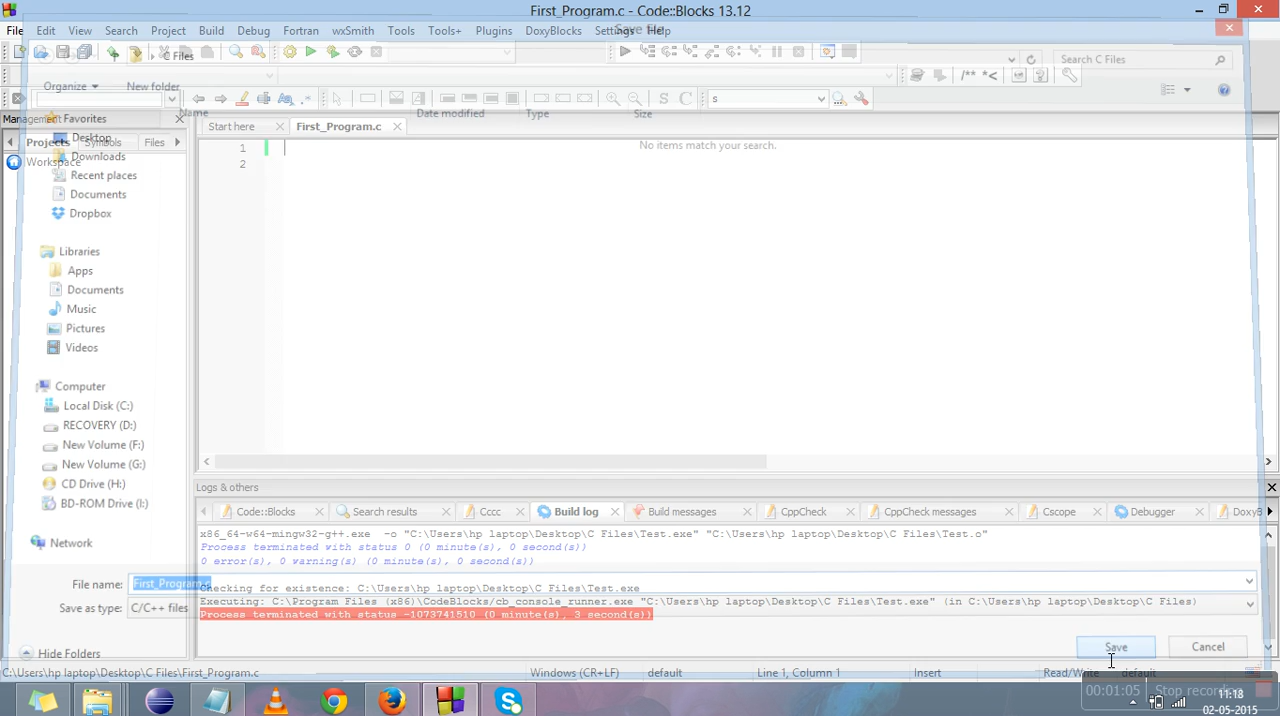 First_Program.c - Code::Blocks 13.12
File Edit View Search Project Build Debug Fortran wxSmith Tools Tools+ Plugins DoxyBlocks Settings Help
Save file
C Files
Search C Files
Organize New folder
/** *<
S C s
Name Date modified Type Size
Management
Favorites
Start here First_Program.c
Projects Symbols Files
Desktop
1
No items match your search.
2
Workspace
Downloads
Recent places
Documents
Dropbox
Libraries
Apps
Documents
Music
Pictures
Videos
Computer
Local Disk (C:)
RECOVERY (D:)
New Volume (F:)
New Volume (G:)
CD Drive (H:)
BD-ROM Drive (I:)
Network
Logs & others
Code::Blocks Search results Cccc Build log Build messages CppCheck CppCheck messages Cscope Debugger DoxyB
x86_64-w64-mingw32-g++.exe -o "C:\Users\hp laptop\Desktop\C Files\Test.exe" "C:\Users\hp laptop\Desktop\C Files\Test.o"
Process terminated with status 0 (0 minute(s), 0 second(s))
0 error(s), 0 warning(s) (0 minute(s), 0 second(s))
File name: First_Program.c
Checking for existence: C:\Users\hp laptop\Desktop\C Files\Test.exe
Executing: C:\Program Files (x86)\CodeBlocks/cb_console_runner.exe "C:\Users\hp laptop\Desktop\C Files\Test.exe" (in C:\Users\hp laptop\Desktop\C Files)
Save as type: C/C++ files
Process terminated with status -1073741510 (0 minute(s), 3 second(s))
Save Cancel
Hide Folders
C:\Users\hp laptop\Desktop\C Files\First_Program.c Windows (CR+LF) default Line 1, Column 1 Insert Read/Write default
00:01:05 Stop recording
11:18
02-05-2015